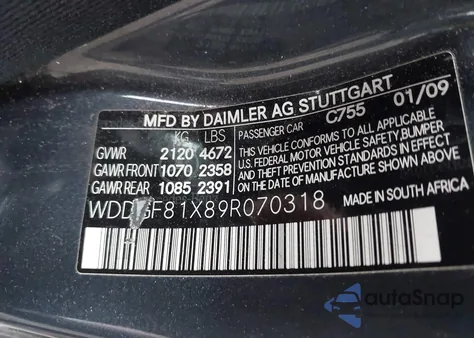 MFD BY DAIMLER AG STUTTGART
KG LBS PASSENGER CAR C755 01/09
GVWR 2120 4672
GAWR FRONT 1070 2358
GAWR REAR 1085 2391
THIS VEHICLE CONFORMS TO ALL APPLICABLE
U.S. FEDERAL MOTOR VEHICLE SAFETY, BUMPER
AND THEFT PREVENTION STANDARDS IN EFFECT ON
THE DATE OF MANUFACTURE SHOWN ABOVE
MADE IN SOUTH AFRICA
WDDGF81X89R070318
autoSnap